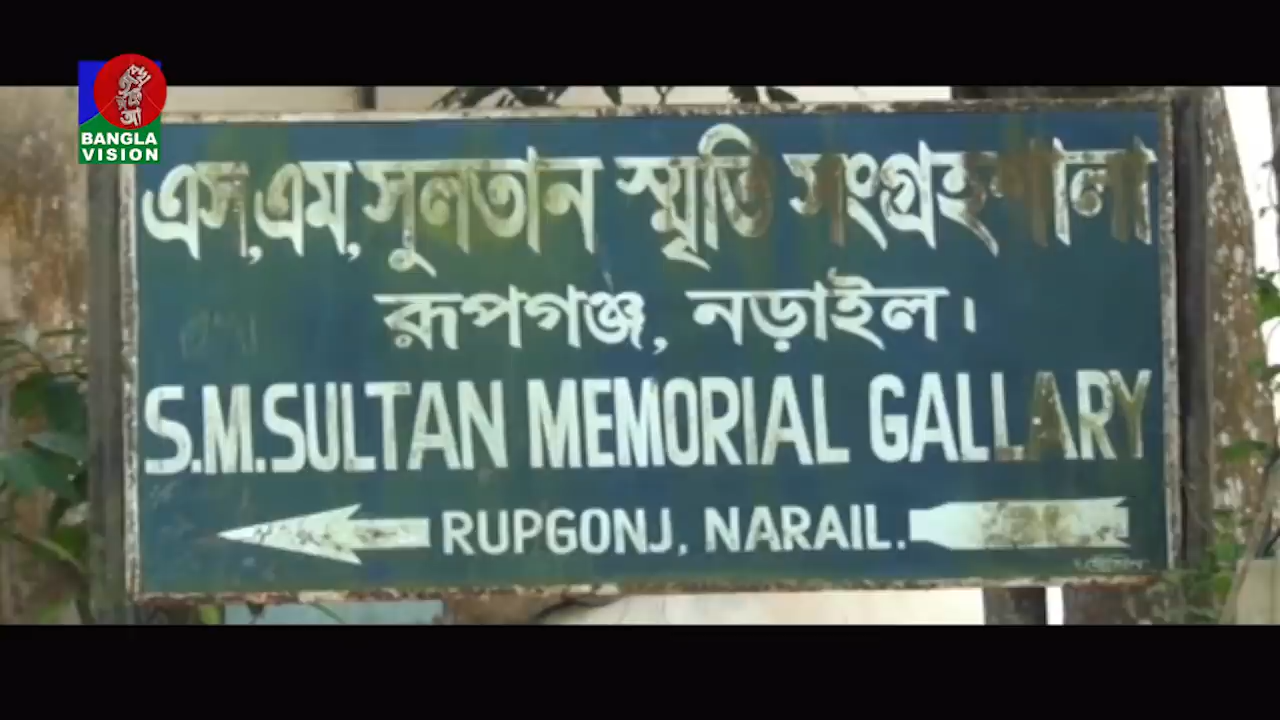 BANGLA
VISION
এস,এম,সুলতান স্মৃতি সংগ্রহশালা
রূপগঞ্জ, নড়াইল।
S.M.SULTAN MEMORIAL GALLARY
RUPGONJ, NARAIL.